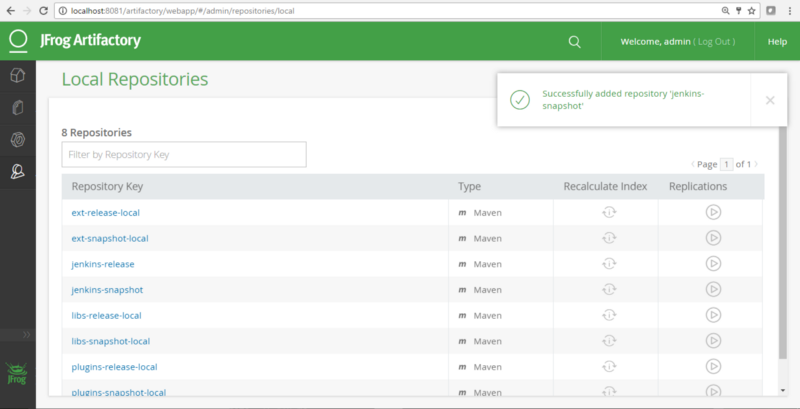 localhost:8081/artifactory/webapp/#/admin/repositories/local
JFrog Artifactory
Welcome, admin ( Log Out )
Help
Local Repositories
Successfully added repository 'jenkins-
snapshot'
8 Repositories
Filter by Repository Key
Page 1 of 1
Repository Key Type Recalculate Index Replications
ext-release-local m Maven
ext-snapshot-local m Maven
jenkins-release m Maven
jenkins-snapshot m Maven
libs-release-local m Maven
libs-snapshot-local m Maven
plugins-release-local m Maven
plugins-snapshot-local m Maven
JFrog